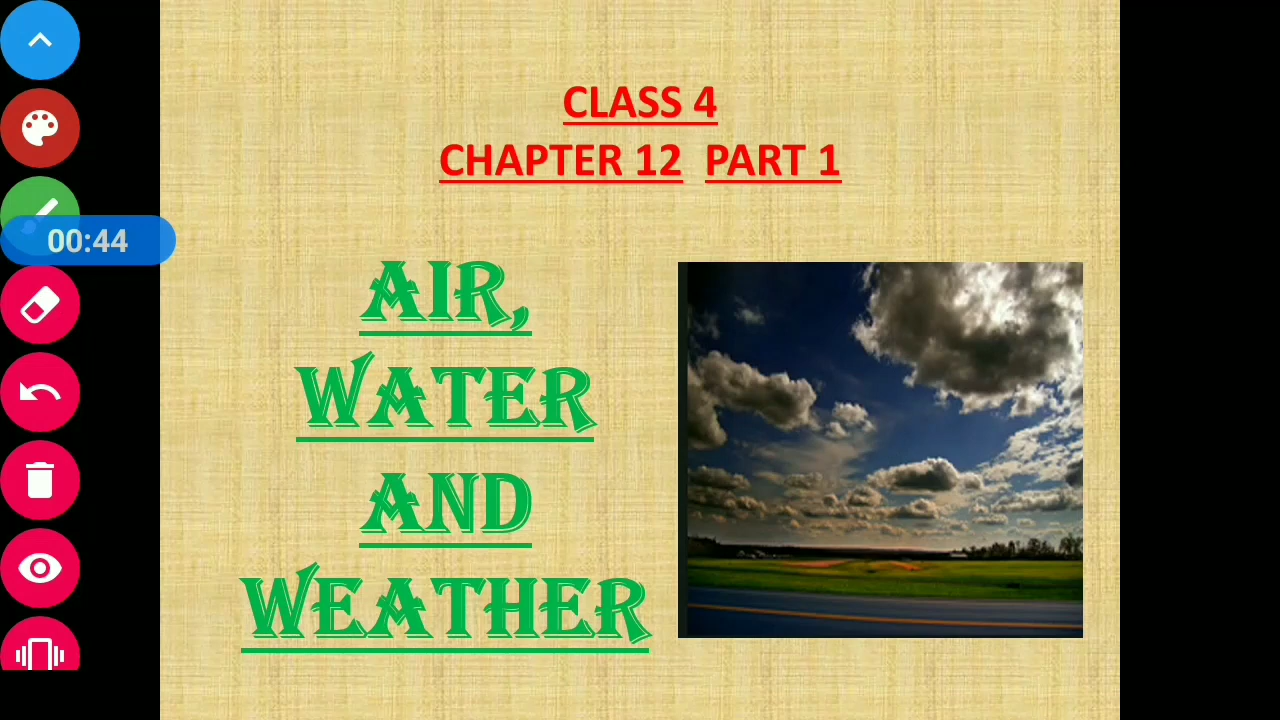 CLASS 4
CHAPTER 12 PART 1
00:44
AIR,
WATER
AND
WEATHER